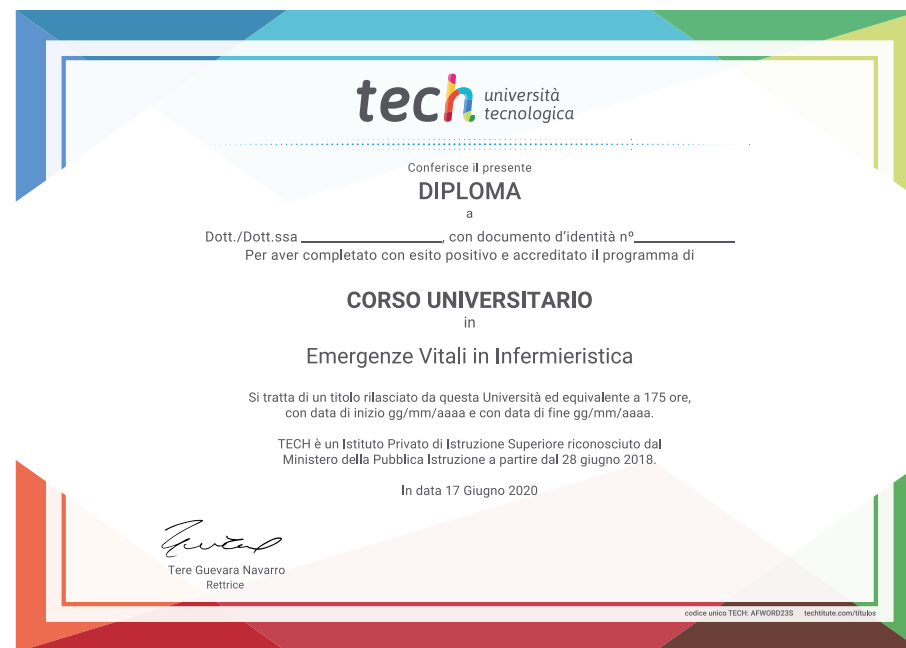 tech università
tecnologica
Conferisce il presente
DIPLOMA
a
Dott./Dott.ssa ____________________, con documento d'identità nº______________
Per aver completato con esito positivo e accreditato il programma di
CORSO UNIVERSITARIO
in
Emergenze Vitali in Infermieristica
Si tratta di un titolo rilasciato da questa Università ed equivalente a 175 ore,
con data di inizio gg/mm/aaaa e con data di fine gg/mm/aaaa.
TECH è un Istituto Privato di Istruzione Superiore riconosciuto dal
Ministero della Pubblica Istruzione a partire dal 28 giugno 2018.
In data 17 Giugno 2020
Tere Guevara Navarro
Rettrice
codice unico TECH: AFWORD23S techtitute.com/títulos